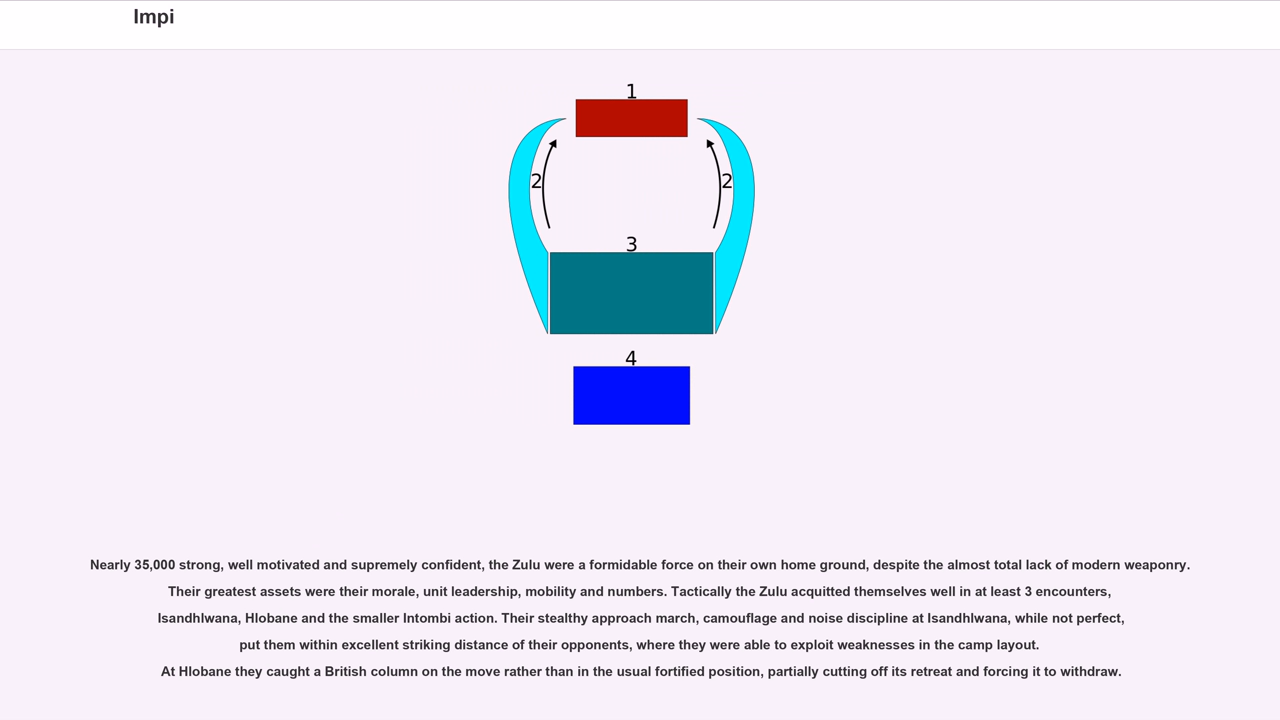 Impi
1
2 2
3
4
Nearly 35,000 strong, well motivated and supremely confident, the Zulu were a formidable force on their own home ground, despite the almost total lack of modern weaponry.
Their greatest assets were their morale, unit leadership, mobility and numbers. Tactically the Zulu acquitted themselves well in at least 3 encounters,
Isandhlwana, Hlobane and the smaller Intombi action. Their stealthy approach march, camouflage and noise discipline at Isandhlwana, while not perfect,
put them within excellent striking distance of their opponents, where they were able to exploit weaknesses in the camp layout.
At Hlobane they caught a British column on the move rather than in the usual fortified position, partially cutting off its retreat and forcing it to withdraw.